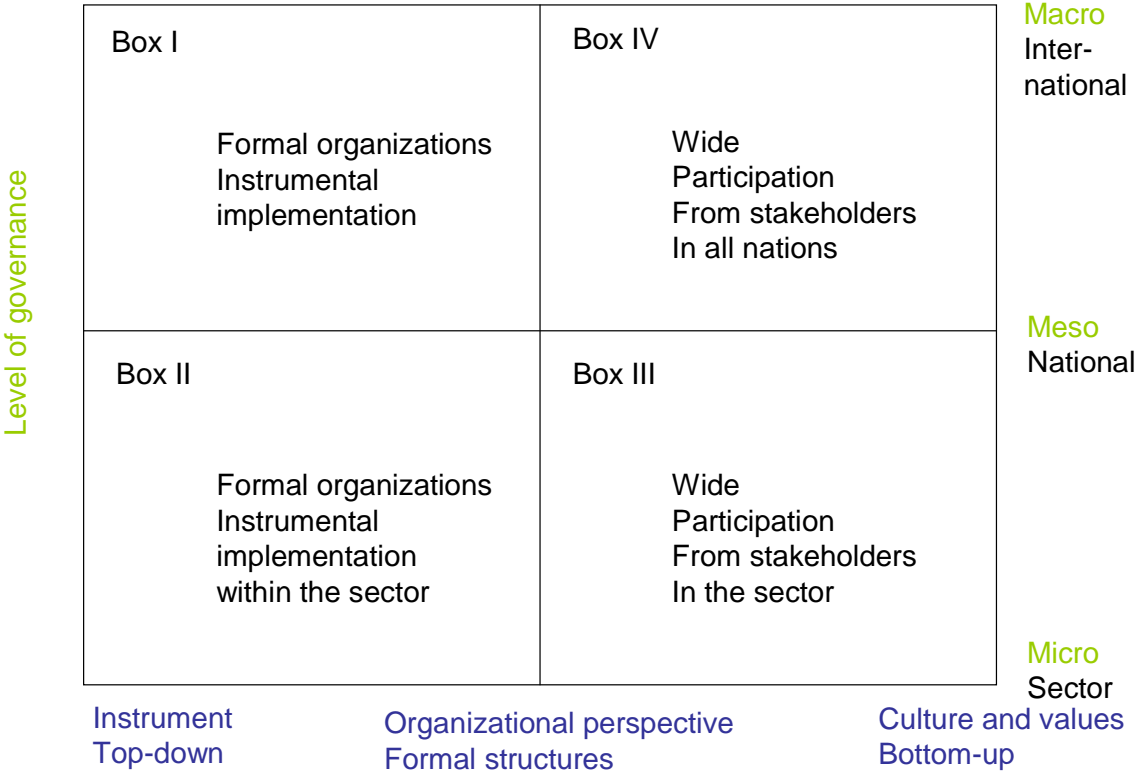 Macro
Inter-
national
Box I
Box IV
Formal organizations
Instrumental
implementation
Wide
Participation
From stakeholders
In all nations
Level of governance
Meso
National
Box II
Box III
Formal organizations
Instrumental
implementation
within the sector
Wide
Participation
From stakeholders
In the sector
Micro
Sector
Instrument
Top-down
Organizational perspective
Formal structures
Culture and values
Bottom-up